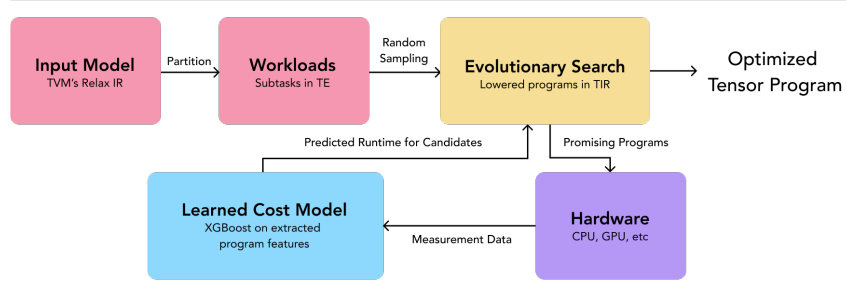 Input Model
TVM's Relax IR
Partition
Workloads
Subtasks in TE
Random
Sampling
Evolutionary Search
Lowered programs in TIR
Optimized
Tensor Program
Predicted Runtime for Candidates
Promising Programs
Learned Cost Model
XGBoost on extracted
program features
Measurement Data
Hardware
CPU, GPU, etc